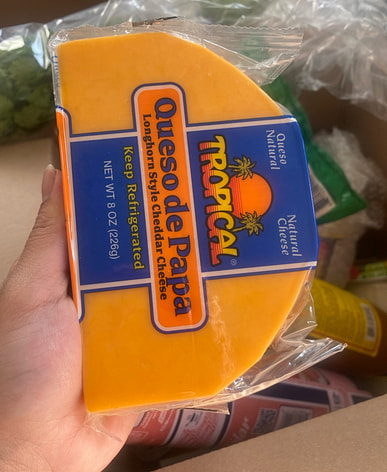 Queso
Natural
Natural
Cheese
TROPICAL®
Queso de Papa
Longhorn Style Cheddar Cheese
Keep Refrigerated
NET WT 8 OZ (226g)